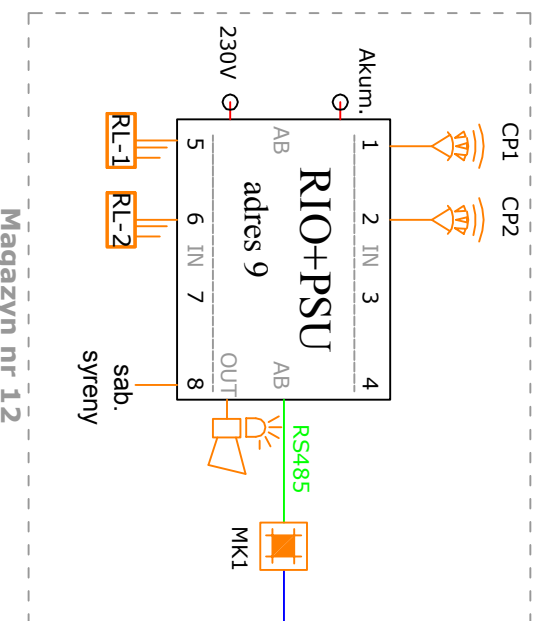 230V
Akum.
CP1
CP2
RL-1
RL-2
AB
1
2
IN
3
4
5
6
IN
7
8
RIO+PSU
adres 9
OUT
AB
sab.
syreny
RS485
MK1
Magazyn nr 12